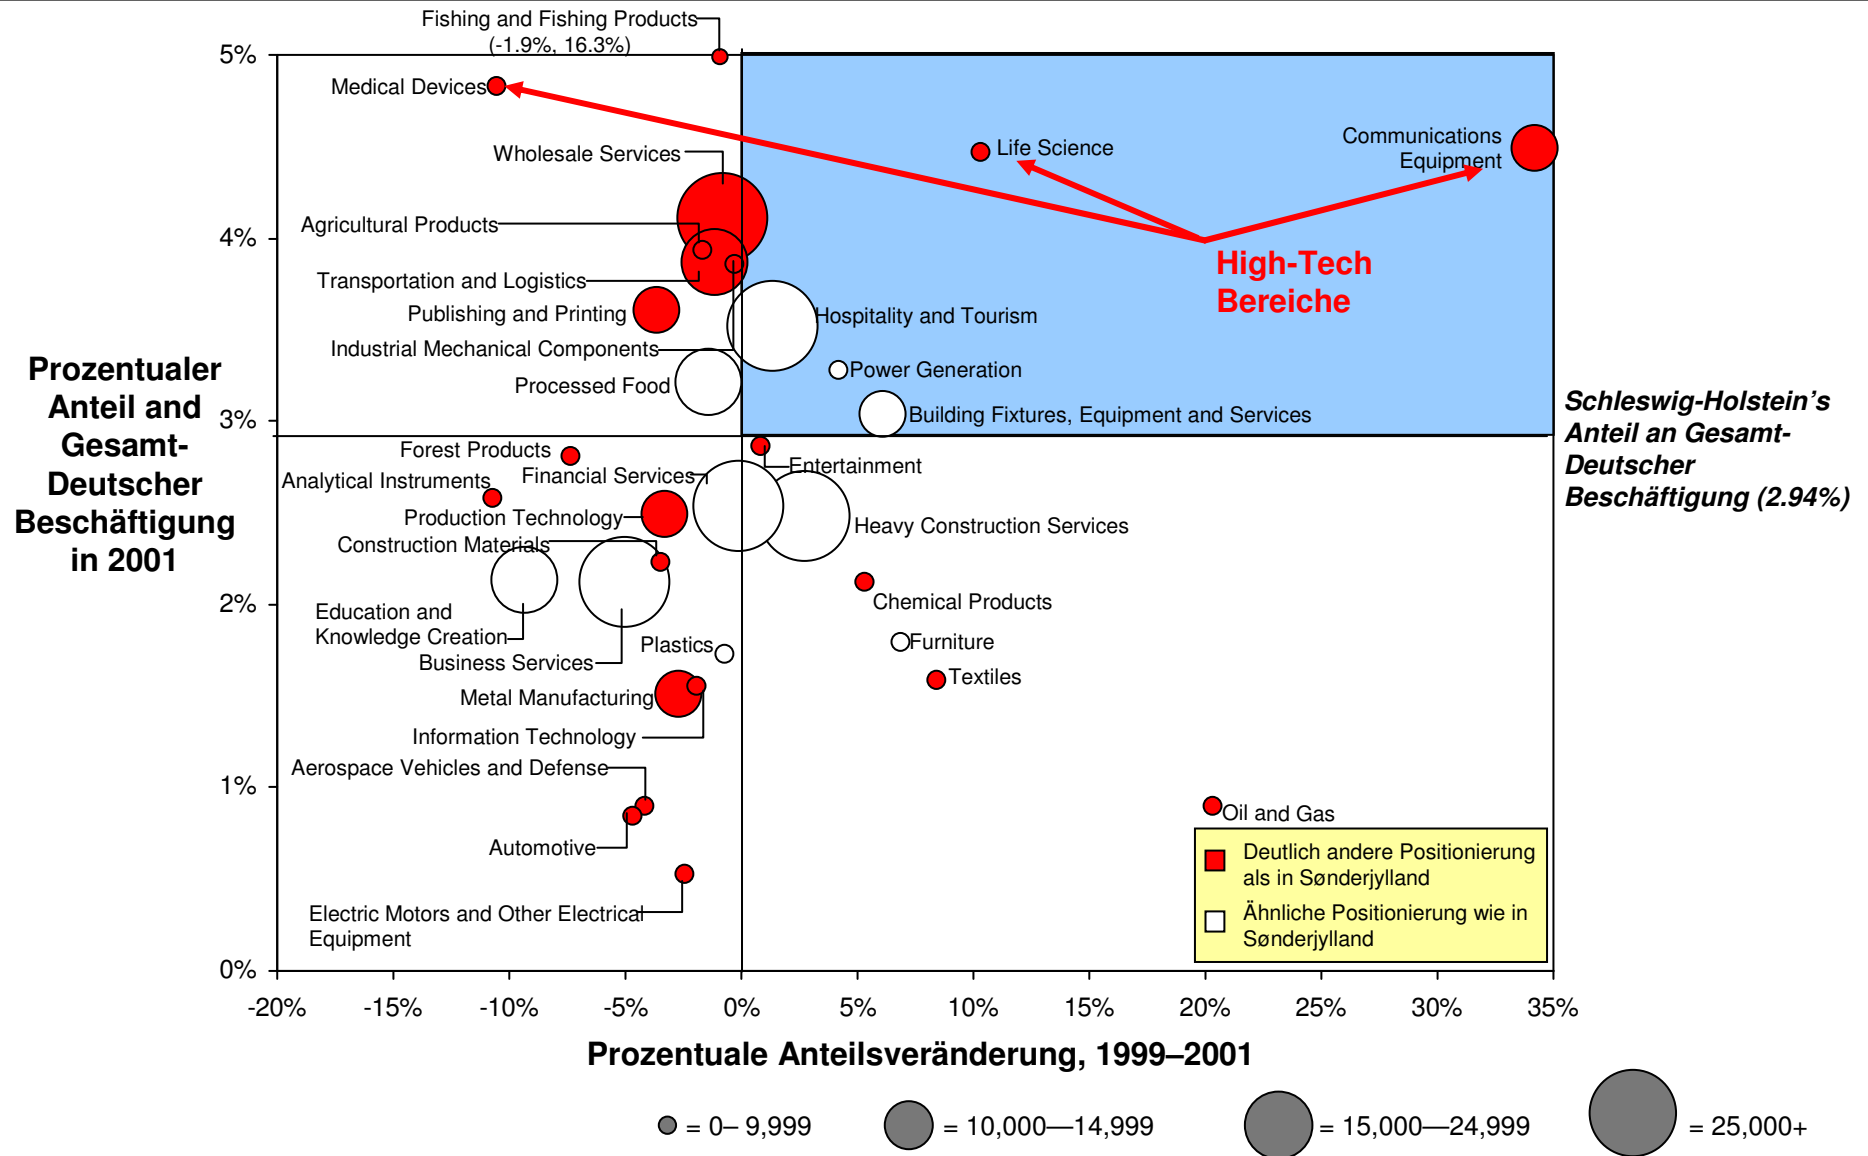 Fishing and Fishing Products
(-1.9%, 16.3%)
5%
Medical Devices
Communications
Equipment
Life Science
Wholesale Services
Agricultural Products
4%
High-Tech
Bereiche
Transportation and Logistics
Publishing and Printing
Hospitality and Tourism
Industrial Mechanical Components
Power Generation
Processed Food
Prozentualer
Anteil and
Gesamt-
Deutscher
Beschäftigung
in 2001
3%
Building Fixtures, Equipment and Services
Schleswig-Holstein’s
Anteil an Gesamt-
Deutscher
Beschäftigung (2.94%)
Forest Products
Entertainment
Financial Services
Analytical Instruments
Production Technology
Heavy Construction Services
Construction Materials
2%
Chemical Products
Education and
Knowledge Creation
Plastics
Furniture
Business Services
Textiles
Metal Manufacturing
Information Technology
Aerospace Vehicles and Defense
1%
Oil and Gas
Automotive
Deutlich andere Positionierung
als in Sønderjylland
Ähnliche Positionierung wie in
Sønderjylland
Electric Motors and Other Electrical
Equipment
0%
-20% -15% -10% -5% 0% 5% 10% 15% 20% 25% 30% 35%
Prozentuale Anteilsveränderung, 1999–2001
= 0– 9,999 = 10,000—14,999 = 15,000—24,999 = 25,000+